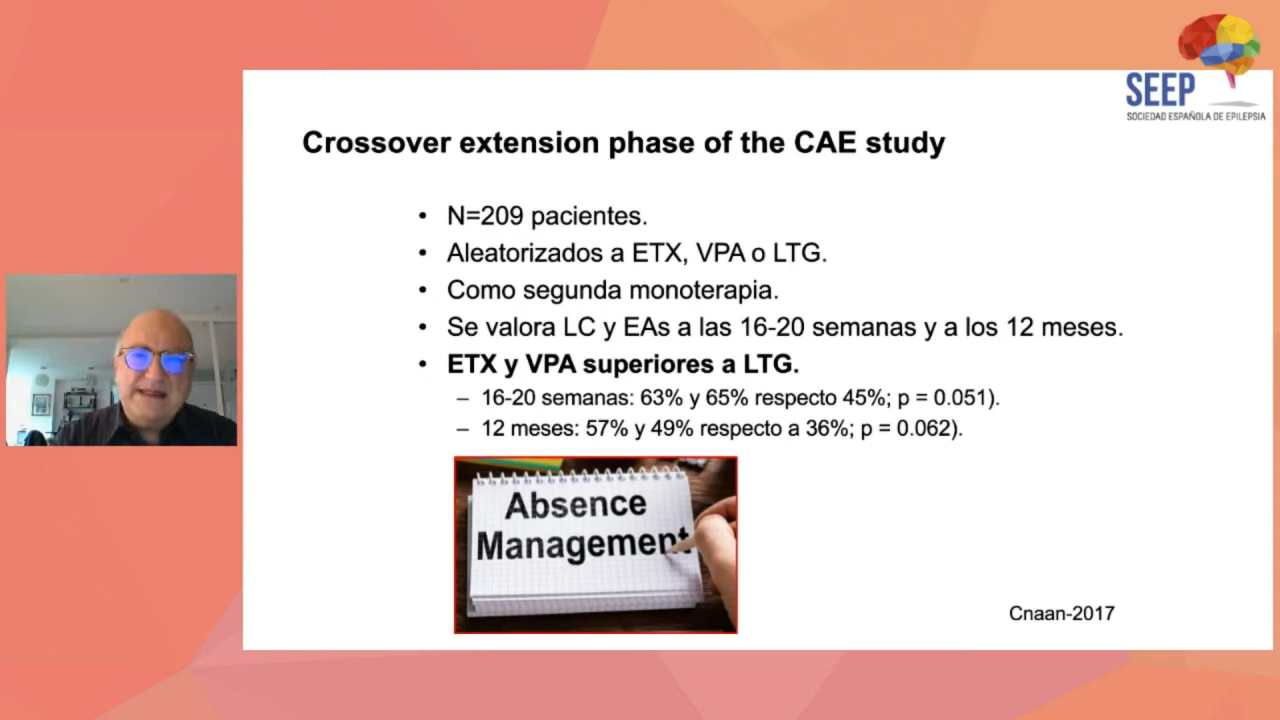 SEEP
SOCIEDAD ESPAÑOLA DE EPILEPSIA
Crossover extension phase of the CAE study
• N=209 pacientes.
• Aleatorizados a ETX, VPA o LTG.
• Como segunda monoterapia.
• Se valora LC y EAs a las 16-20 semanas y a los 12 meses.
• ETX y VPA superiores a LTG.
– 16-20 semanas: 63% y 65% respecto 45%; p = 0.051).
– 12 meses: 57% y 49% respecto a 36%; p = 0.062).
Absence
Management
Cnaan-2017